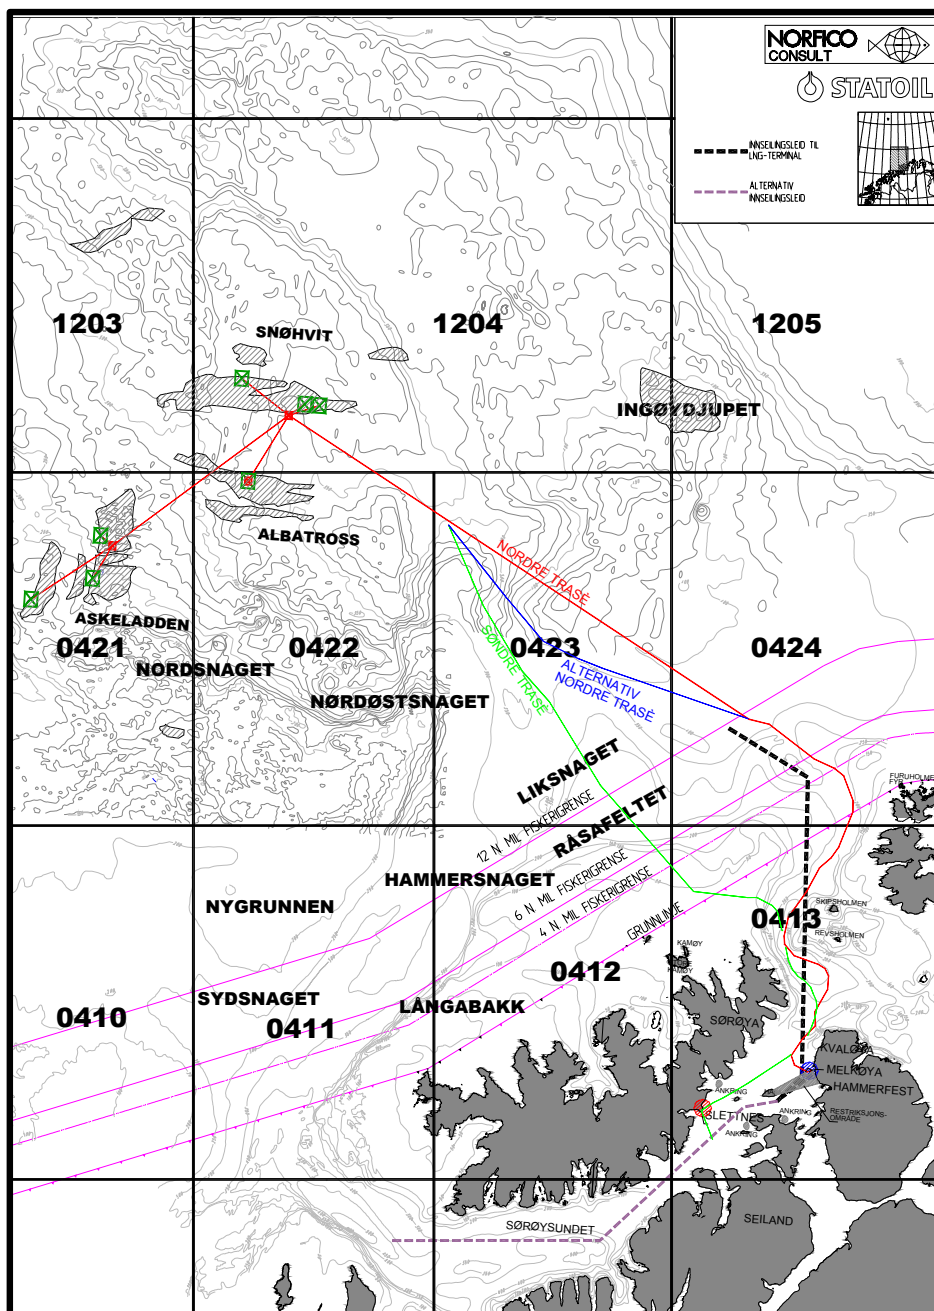 NORFICO
CONSULT
STATOIL
INNSEILINGSLEID TIL
LNG-TERMINAL
ALTERNATIV
INNSEILINGSLEID
1203
SNØHVIT
1204
1205
INGØYDJUPET
ALBATROSS
NORDRE TRASÈ
ASKELADDEN
0421
NORDSNAGET
0422
SØNDRE TRASÈ
0423
0424
ALTERNATIV
NORDRE TRASÈ
NØRDØSTSNAGET
LIKSNAGET
FURUHOLMEN
FYR
RÅSAFELTET
12 N. MIL FISKERIGRENSE
6 N. MIL FISKERIGRENSE
4 N. MIL FISKERIGRENSE
GRUNNLINJE
HAMMERSNAGET
NYGRUNNEN
SKIPSHOLMEN
0413
REVSHOLMEN
KAMØY
KAMØY
0412
SYDSNAGET
LÅNGABAKK
0410
0411
SØRØYA
KVALØYA
MELKØYA
HAMMERFEST
ANKRING
SLETTNES
ANKRING
RESTRIKSJONS-
OMRÅDE
ANKRING
SØRØYSUNDET
SEILAND